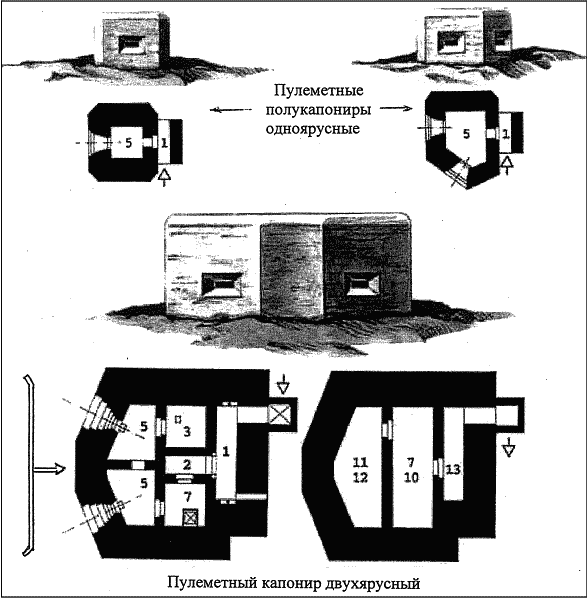 Пулеметные
полукапониры
одноярусные
5 1
5 1
5 3 1
2
5 7
11 7 13
12 10
Пулеметный капонир двухярусный